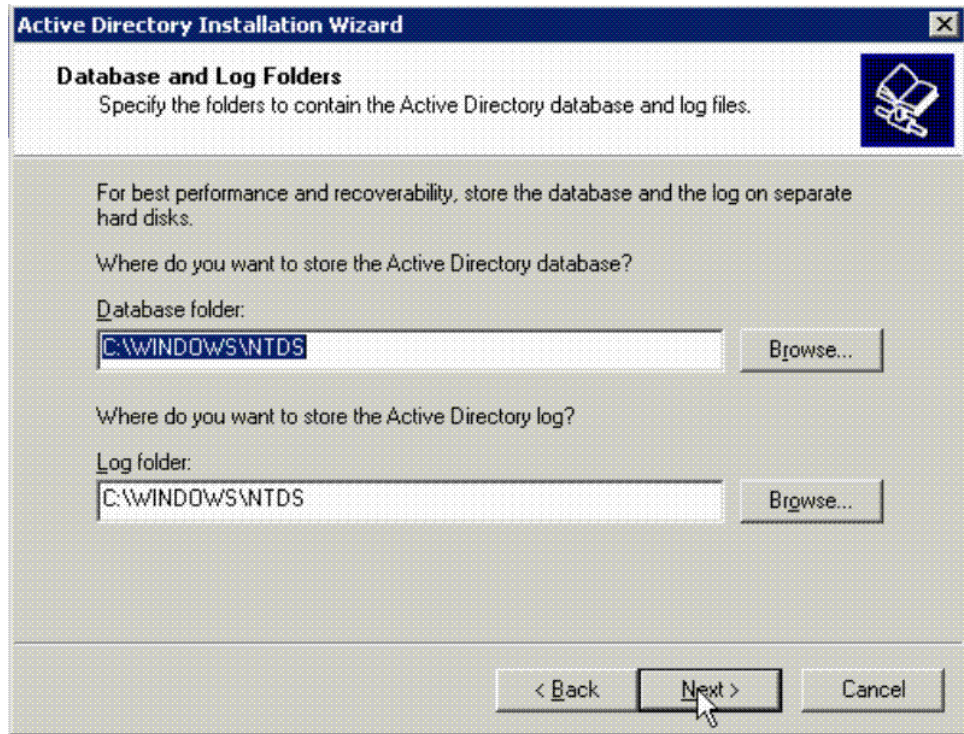 Active Directory Installation Wizard
Database and Log Folders
Specify the folders to contain the Active Directory database and log files.
For best performance and recoverability, store the database and the log on separate
hard disks.
Where do you want to store the Active Directory database?
Database folder:
C:\WINDOWS\NTDS
Browse...
Where do you want to store the Active Directory log?
Log folder:
C:\WINDOWS\NTDS
Browse...
< Back
Next >
Cancel